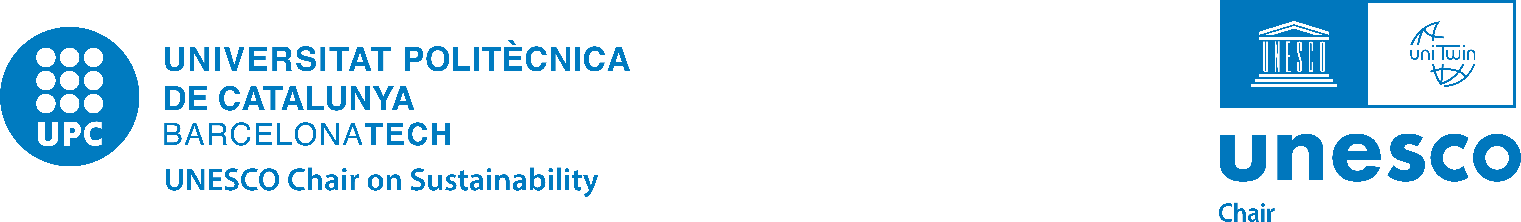 UPC
UNIVERSITAT POLITÈCNICA
DE CATALUNYA
BARCELONATECH
UNESCO Chair on Sustainability
UNESCO
uniTwin
unesco
Chair